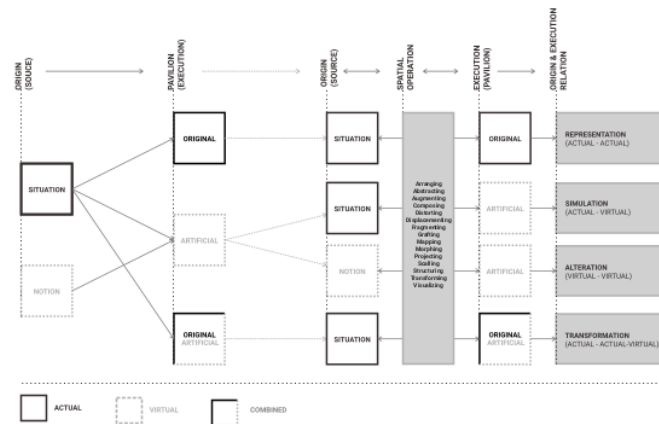 ORIGIN
(SOUCE)
PAVILION
(EXECUTION)
ORIGIN
(SOURCE)
SPATIAL
OPERATION
EXECUTION
(PAVILION)
ORIGIN & EXECUTION
RELATION
ORIGINAL
SITUATION
ORIGINAL
REPRESENTATION
(ACTUAL - ACTUAL)
SITUATION
NOTION
ARTIFICIAL
SITUATION
NOTION
Arranging
Abstracting
Augmenting
Composing
Distorting
Displacementing
Fragmenting
Grafting
Mapping
Morphing
Projecting
Scalling
Structuring
Transforming
Visualizing
ARTIFICIAL
SIMULATION
(ACTUAL - VIRTUAL)
ARTIFICIAL
ALTERATION
(VIRTUAL - VIRTUAL)
ORIGINAL
ARTIFICIAL
SITUATION
ORIGINAL
ARTIFICIAL
TRANSFORMATION
(ACTUAL - ACTUAL-VIRTUAL)
ACTUAL
VIRTUAL
COMBINED